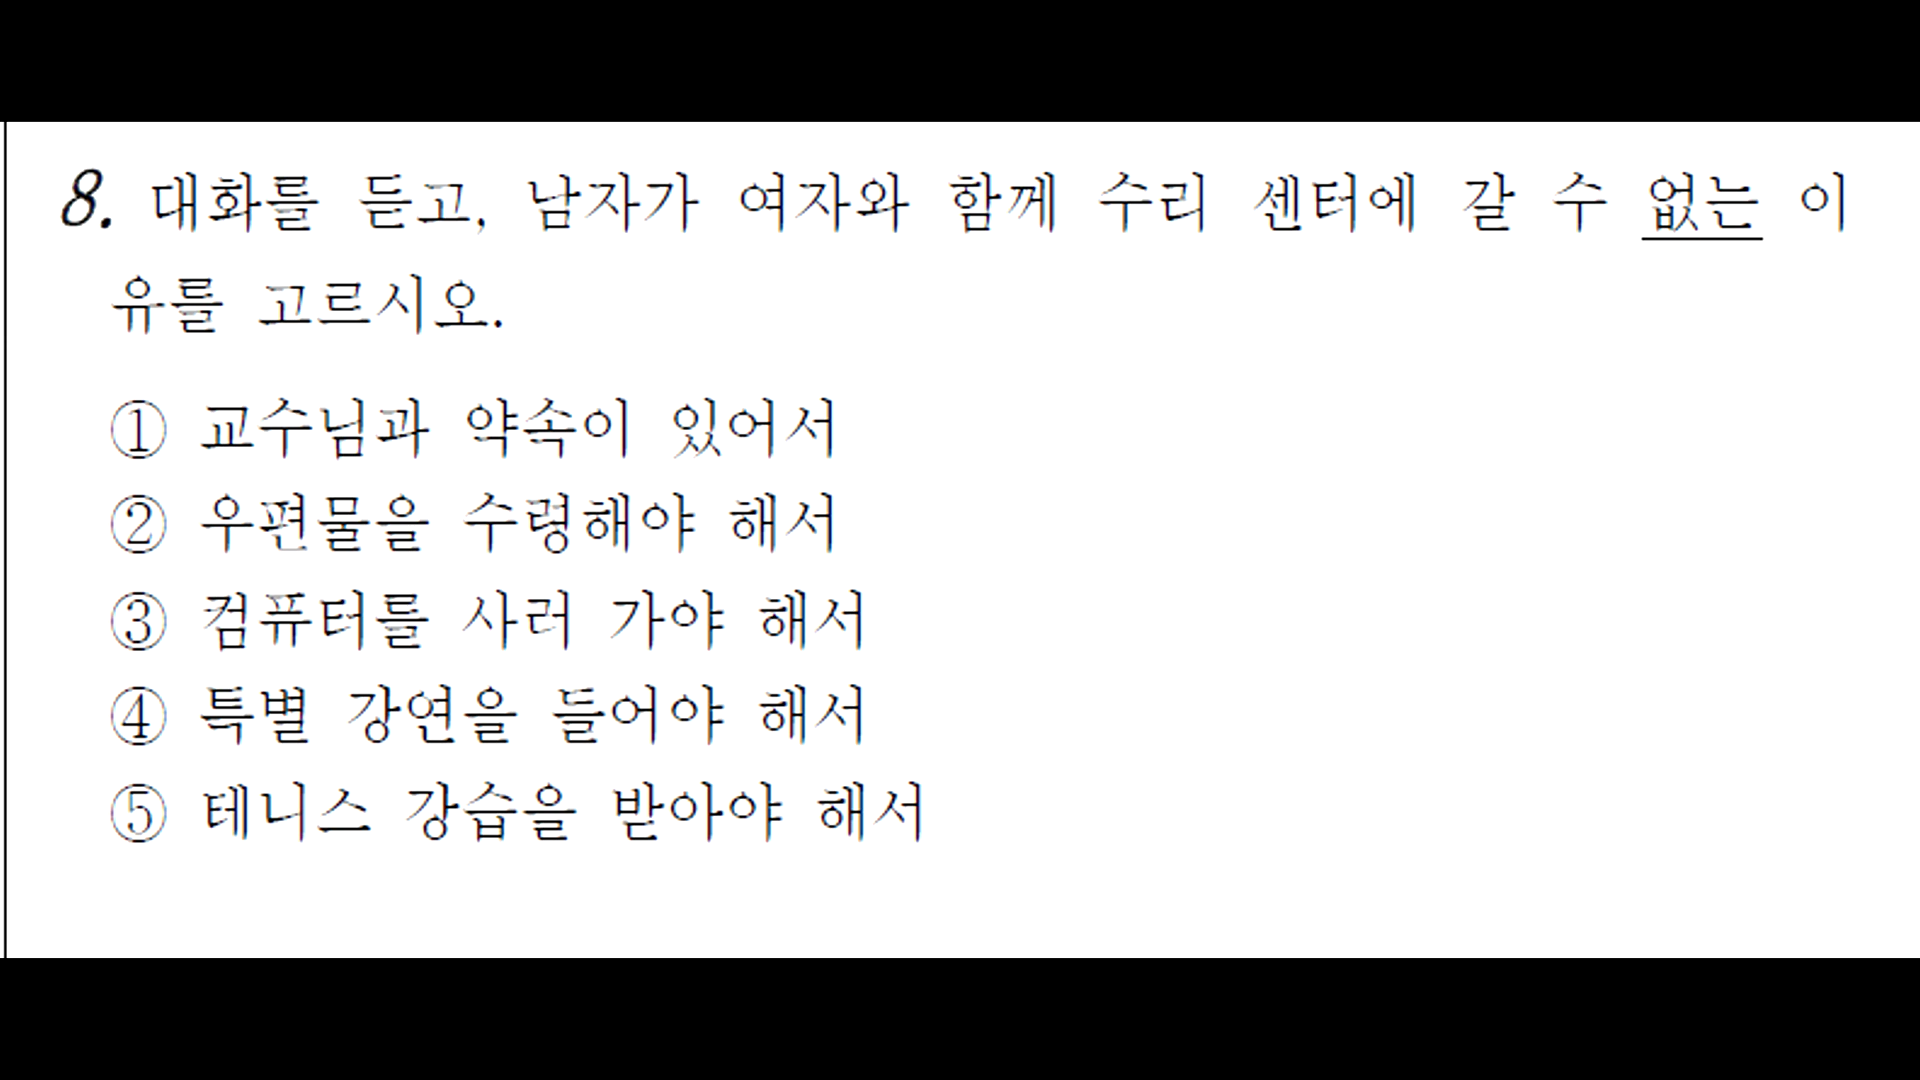 8. 대화를 듣고, 남자가 여자와 함께 수리 센터에 갈 수 없는 이
유를 고르시오.
① 교수님과 약속이 있어서
② 우편물을 수령해야 해서
③ 컴퓨터를 사러 가야 해서
④ 특별 강연을 들어야 해서
⑤ 테니스 강습을 받아야 해서